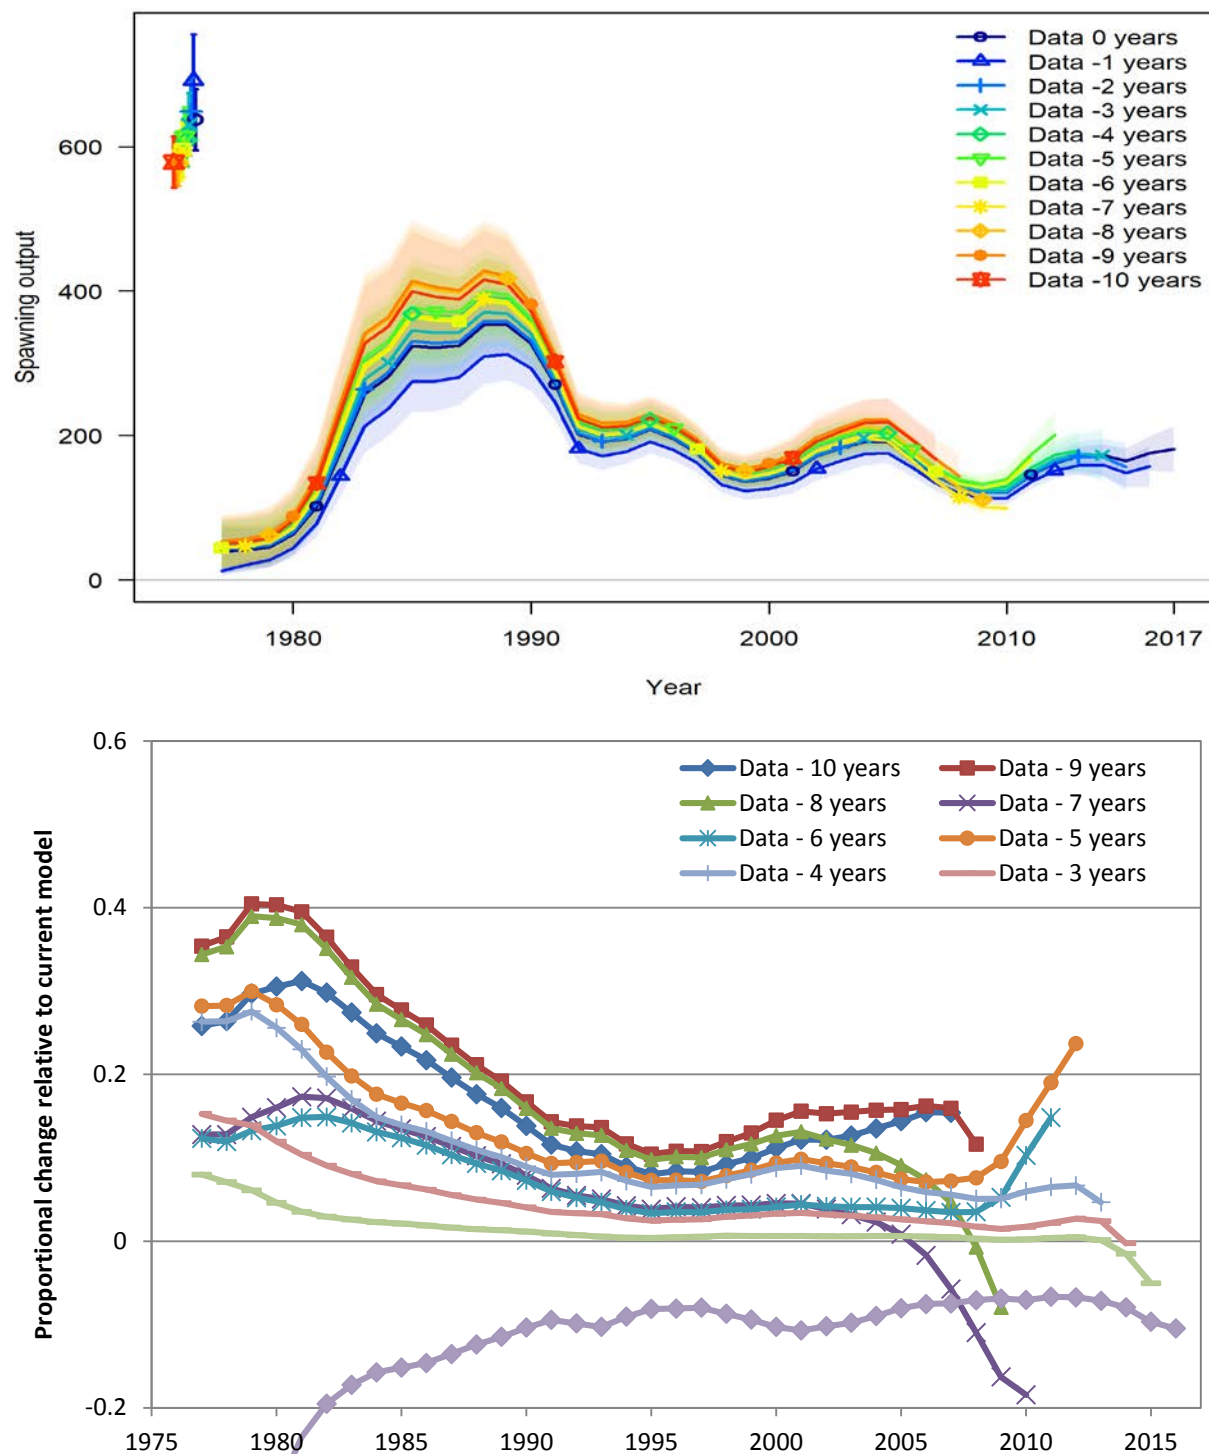 Data 0 years
Data -1 years
Data -2 years
Data -3 years
Data -4 years
Data -5 years
Data -6 years
Data -7 years
Data -8 years
Data -9 years
Data -10 years
Spawning output
600
400
200
0
1980 1990 2000 2010 2017
Year
Proportional change relative to current model
0.6
0.4
0.2
0
-0.2
Data - 10 years Data - 9 years
Data - 8 years Data - 7 years
Data - 6 years Data - 5 years
Data - 4 years Data - 3 years
1975 1980 1985 1990 1995 2000 2005 2010 2015